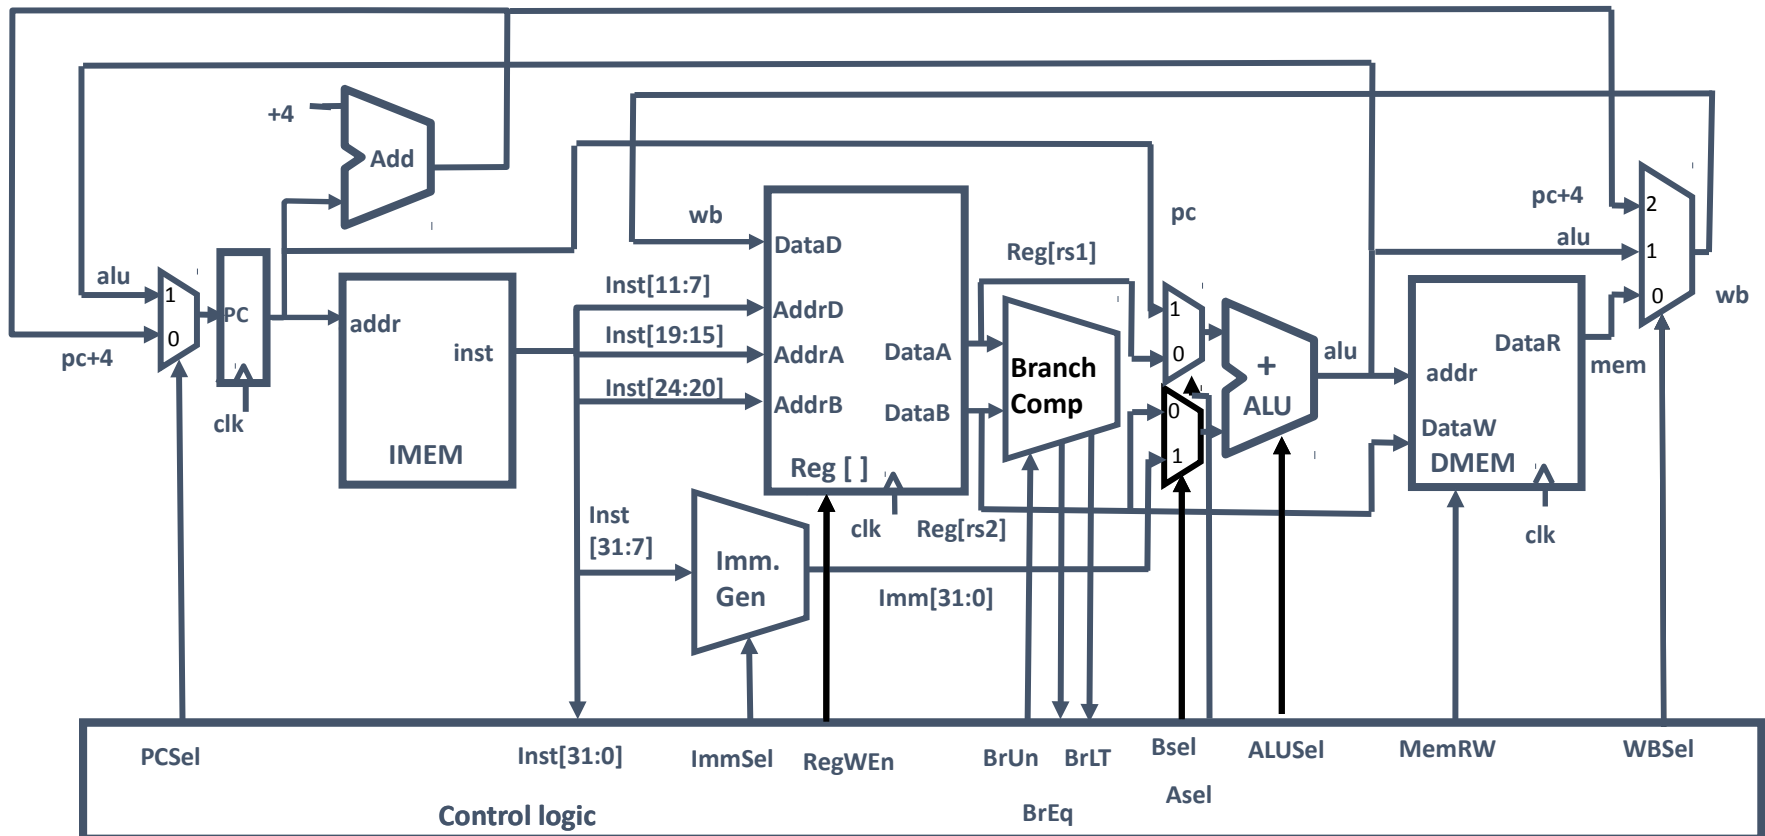 +4
Add
wb
pc
pc+4
2
DataD
Reg[rs1]
alu
1
alu
1
Inst[11:7]
AddrD
1
0
wb
PC
addr
0
pc+4
inst
Inst[19:15]
AddrA
DataA
Branch
Comp
0
+
ALU
alu
addr
DataR
mem
clk
IMEM
Inst[24:20]
AddrB
DataB
0
1
DataW
DMEM
Reg [ ]
clk
Reg[rs2]
clk
Inst
[31:7]
Imm.
Gen
Imm[31:0]
PCSel
Inst[31:0]
ImmSel
RegWEn
BrUn
BrLT
Bsel
ALUSel
MemRW
WBSel
Asel
Control logic
BrEq